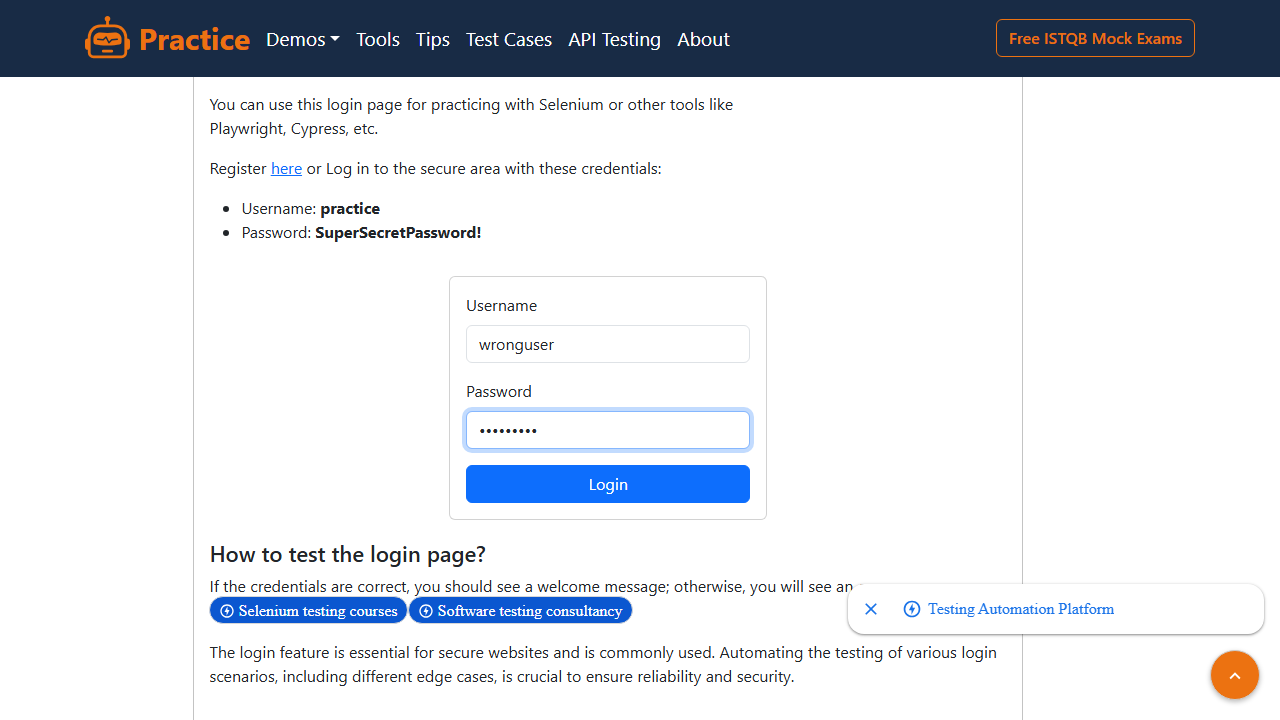 Practice
Demos
Tools
Tips
Test Cases
API Testing
About
Free ISTQB Mock Exams
You can use this login page for practicing with Selenium or other tools like
Playwright, Cypress, etc.
Register here or Log in to the secure area with these credentials:
Username: practice
Password: SuperSecretPassword!
Username
wronguser
Password
•••••••••
Login
How to test the login page?
If the credentials are correct, you should see a welcome message; otherwise, you will see an
Selenium testing courses
Software testing consultancy
Testing Automation Platform
The login feature is essential for secure websites and is commonly used. Automating the testing of various login
scenarios, including different edge cases, is crucial to ensure reliability and security.